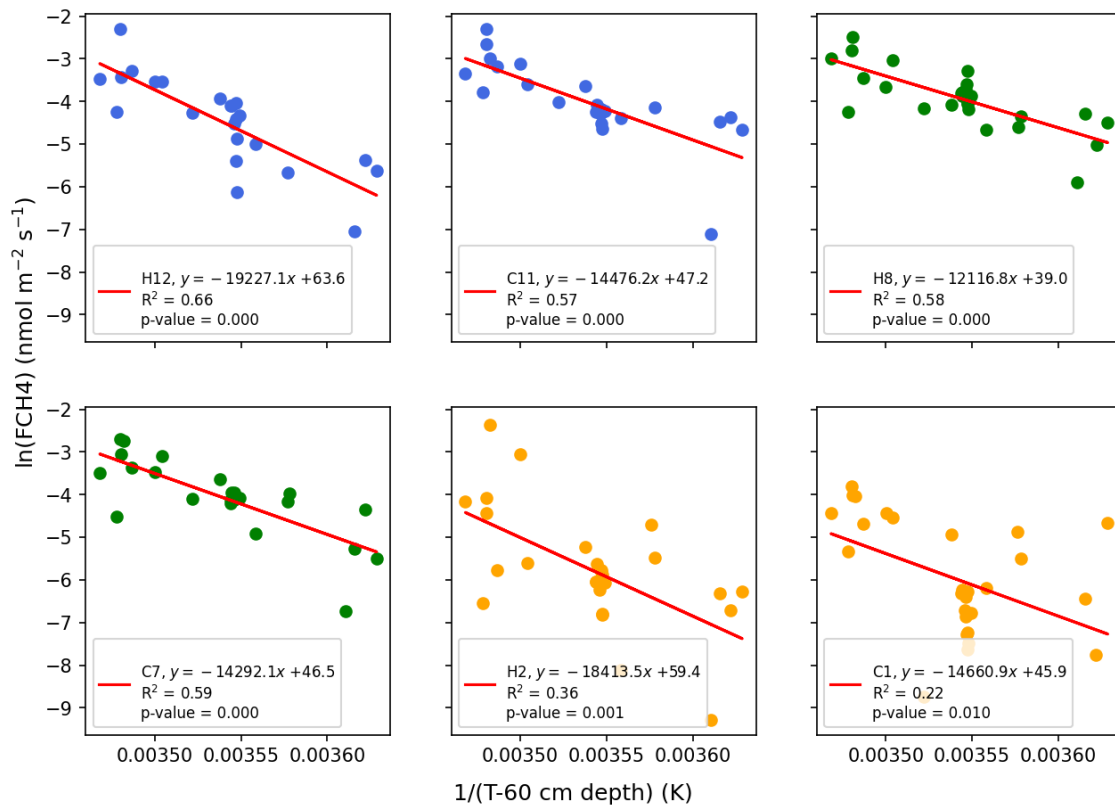 ln(FCH4) (nmol m⁻² s⁻¹)
−2
−3
−4
−5
−6
−7
−8
−9
H12, y = −19227.1x +63.6
R² = 0.66
p-value = 0.000
C11, y = −14476.2x +47.2
R² = 0.57
p-value = 0.000
H8, y = −12116.8x +39.0
R² = 0.58
p-value = 0.000
−2
−3
−4
−5
−6
−7
−8
−9
C7, y = −14292.1x +46.5
R² = 0.59
p-value = 0.000
H2, y = −18413.5x +59.4
R² = 0.36
p-value = 0.001
C1, y = −14660.9x +45.9
R² = 0.22
p-value = 0.010
0.00350 0.00355 0.00360
0.00350 0.00355 0.00360
0.00350 0.00355 0.00360
1/(T-60 cm depth) (K)